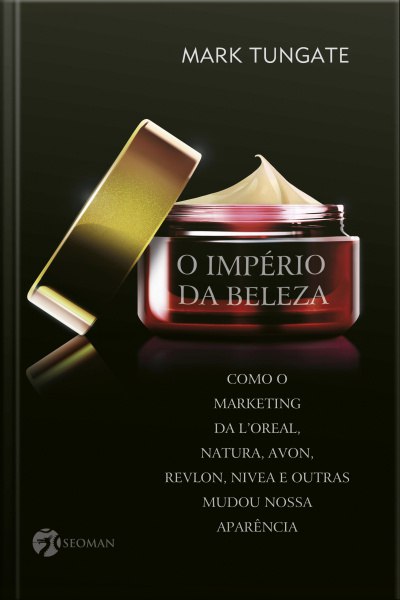 MARK TUNGATE
O IMPÉRIO
DA BELEZA
COMO O
MARKETING
DA L'OREAL,
NATURA, AVON,
REVLON, NIVEA E OUTRAS
MUDOU NOSSA
APARÊNCIA
SEOMAN